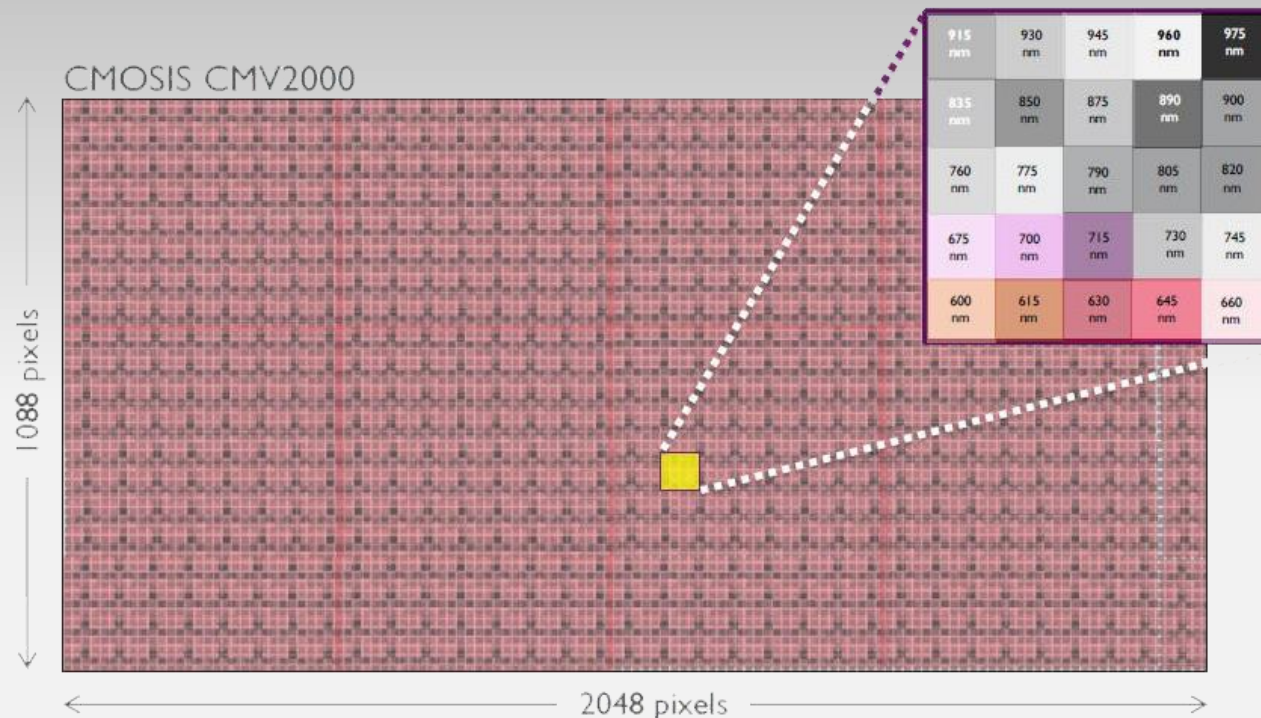 CMOSIS CMV2000
915 nm
930 nm
945 nm
960 nm
975 nm
835 nm
850 nm
875 nm
890 nm
900 nm
760 nm
775 nm
790 nm
805 nm
820 nm
675 nm
700 nm
715 nm
730 nm
745 nm
600 nm
615 nm
630 nm
645 nm
660 nm
1088 pixels
2048 pixels